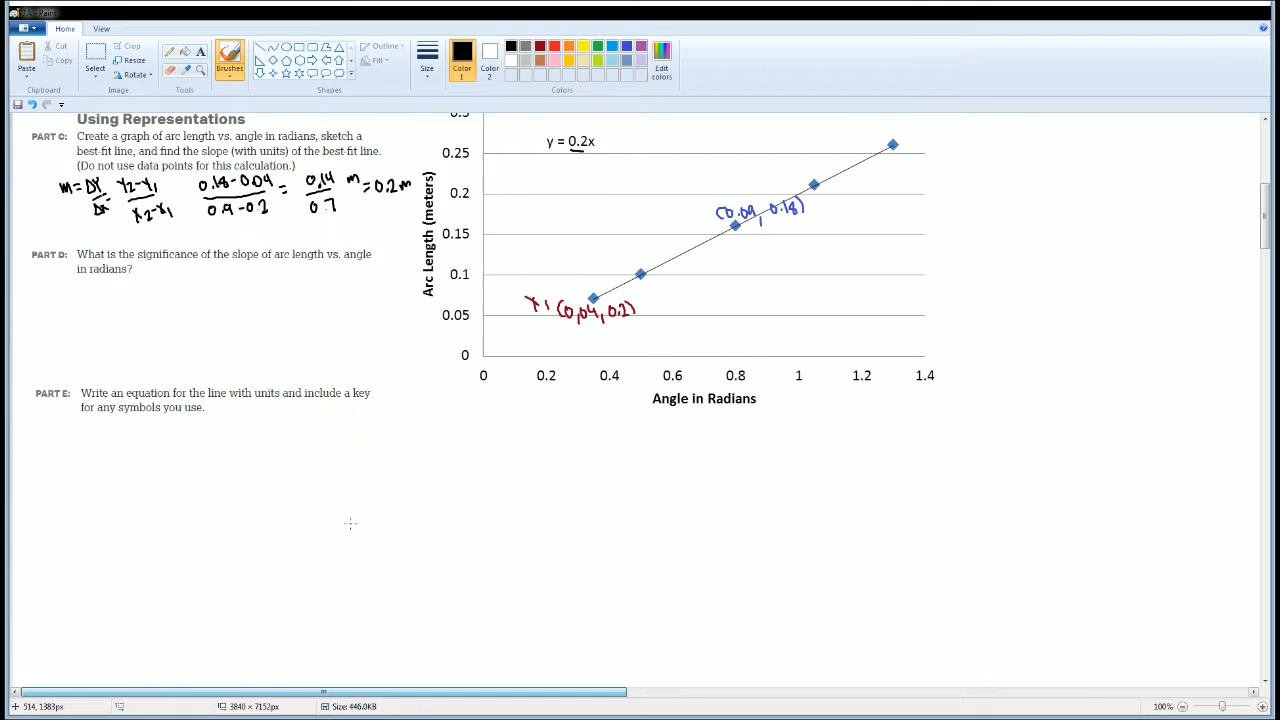 7A - Paint
Home View
Paste
Cut
Copy
Clipboard
Select
Crop
Resize
Rotate
Image
A
Tools
Brushes
Outline
Fill
Shapes
Size
Color 1
Color 2
Edit colors
Colors
Using Representations
PART C: Create a graph of arc length vs. angle in radians, sketch a
best-fit line, and find the slope (with units) of the best-fit line.
(Do not use data points for this calculation.)
m = ΔY/Δx Y2-Y1/X2-X1 0.18-0.04/0.9-0.2 = 0.14/0.7 m = 0.2m
PART D: What is the significance of the slope of arc length vs. angle
in radians?
PART E: Write an equation for the line with units and include a key
for any symbols you use.
Arc Length (meters)
0.3
y = 0.2x
0.25
0.2
(0.09, 0.18)
0.15
0.1
X1 (0,04, 0.2)
0.05
0
0 0.2 0.4 0.6 0.8 1 1.2 1.4
Angle in Radians
514, 1383px
3840 × 7152px
Size: 446.0KB
100%